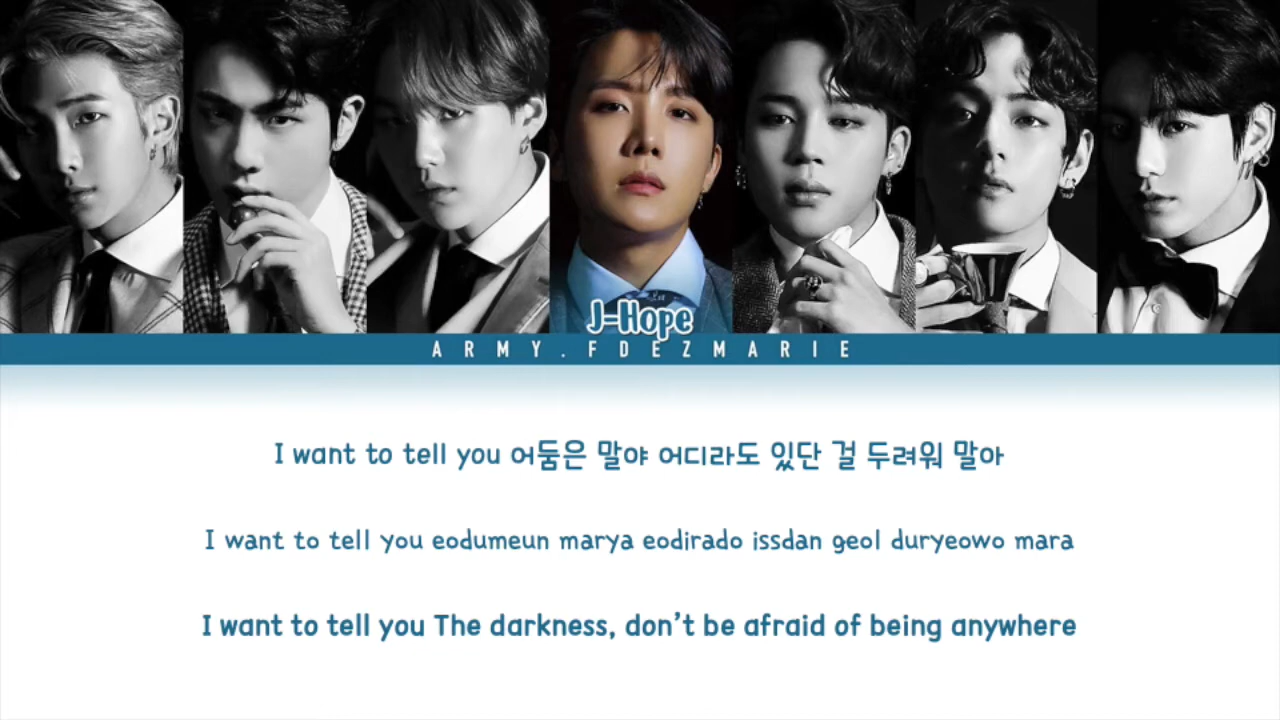 J-Hope
ARMY.FDEZMARIE
I want to tell you 어둠은 말야 어디라도 있단 걸 두려워 말아
I want to tell you eodumeun marya eodirado issdan geol duryeowo mara
I want to tell you The darkness, don't be afraid of being anywhere